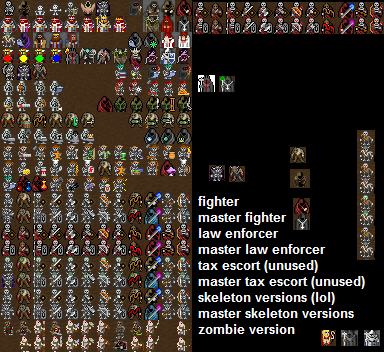 fighter
master fighter
law enforcer
master law enforcer
tax escort (unused)
master tax escort (unused)
skeleton versions (lol)
master skeleton versions
zombie version